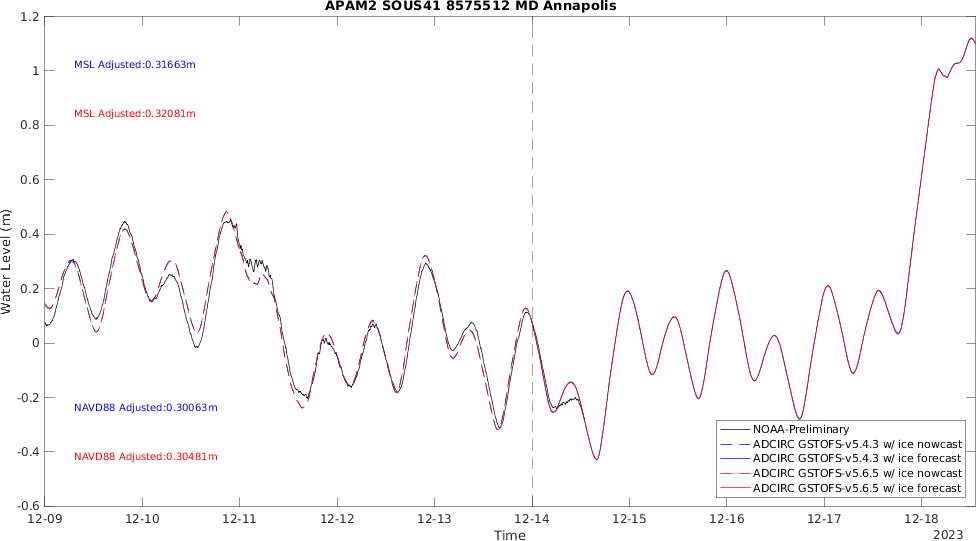 APAM2 SOUS41 8575512 MD Annapolis
1.2
1
0.8
0.6
0.4
0.2
0
-0.2
-0.4
-0.6
Water Level (m)
MSL Adjusted:0.31663m
MSL Adjusted:0.32081m
NAVD88 Adjusted:0.30063m
NAVD88 Adjusted:0.30481m
NOAA-Preliminary
ADCIRC GSTOFS-v5.4.3 w/ ice nowcast
ADCIRC GSTOFS-v5.4.3 w/ ice forecast
ADCIRC GSTOFS-v5.6.5 w/ ice nowcast
ADCIRC GSTOFS-v5.6.5 w/ ice forecast
12-09 12-10 12-11 12-12 12-13 12-14 12-15 12-16 12-17 12-18
Time
2023